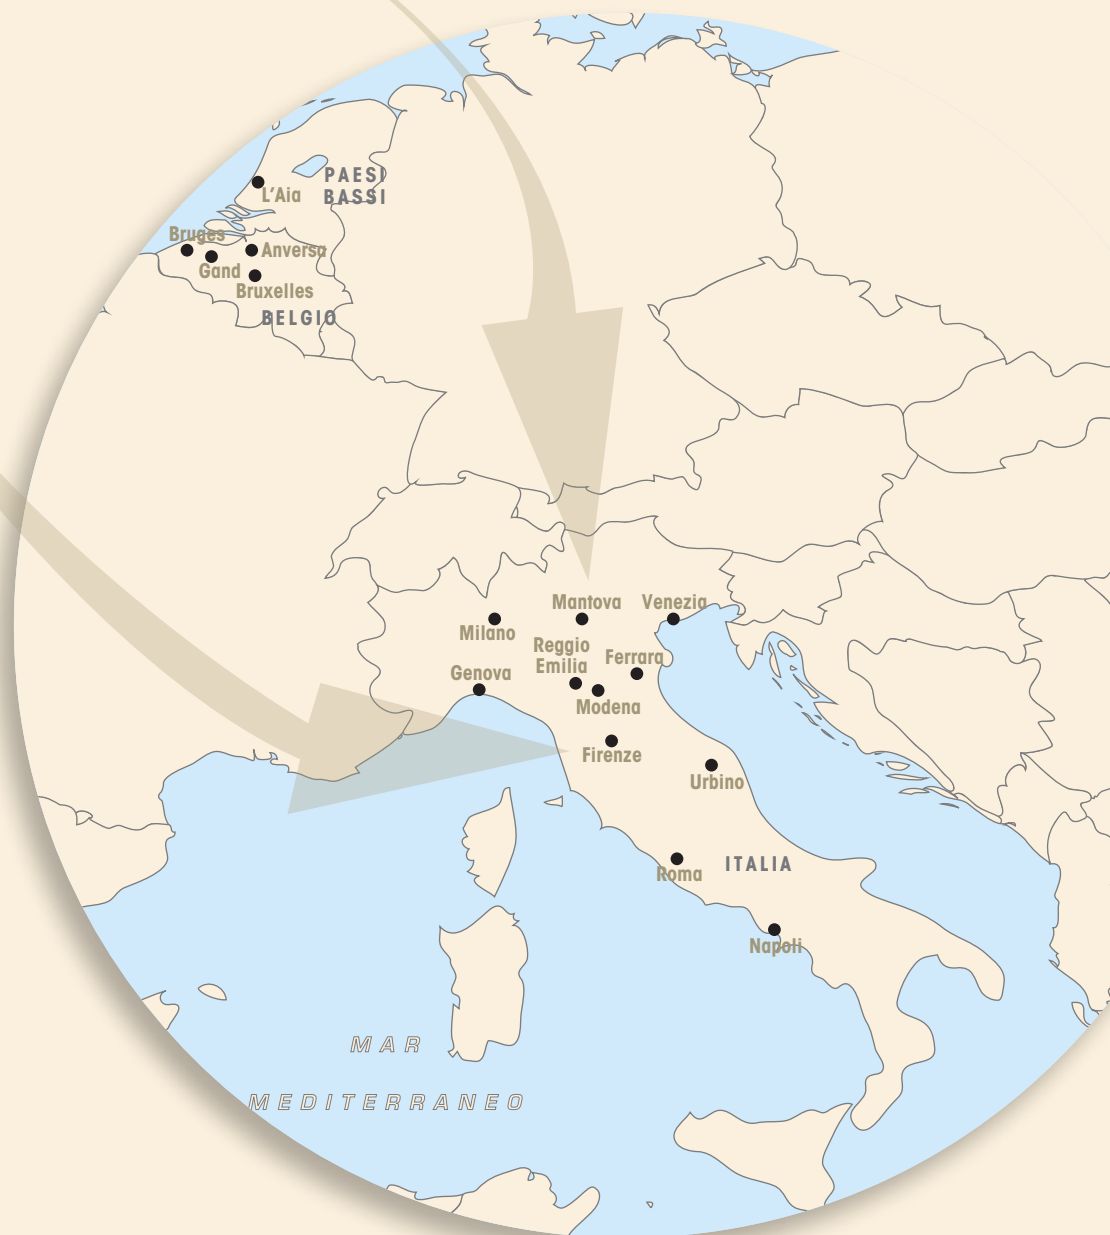 PAESI
BASSI
L'Aia
Bruges
Anversa
Gand
Bruxelles
BELGIO
Mantova
Venezia
Milano
Reggio
Emilia
Ferrara
Genova
Modena
Firenze
Urbino
ITALIA
Roma
Napoli
MAR
MEDITERRANEO